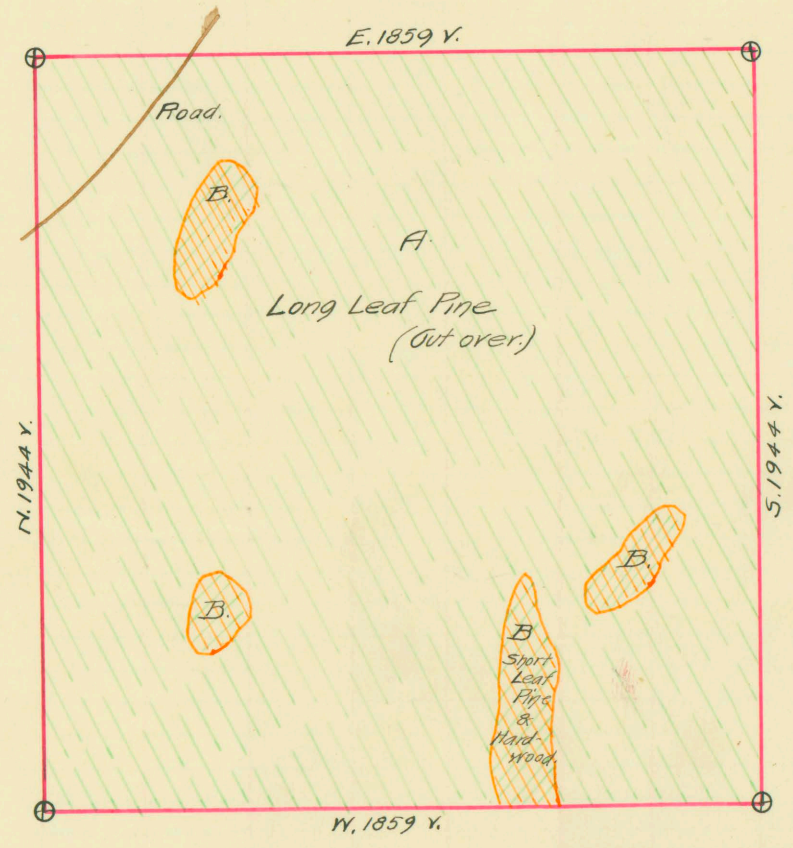 E. 1859 V.
Road.
B.
A.
Long Leaf Pine
(Cut over.)
N. 1944 V.
S. 1944 V.
B.
B.
B
Short
Leaf
Pine
&
Hard-
wood.
W. 1859 V.